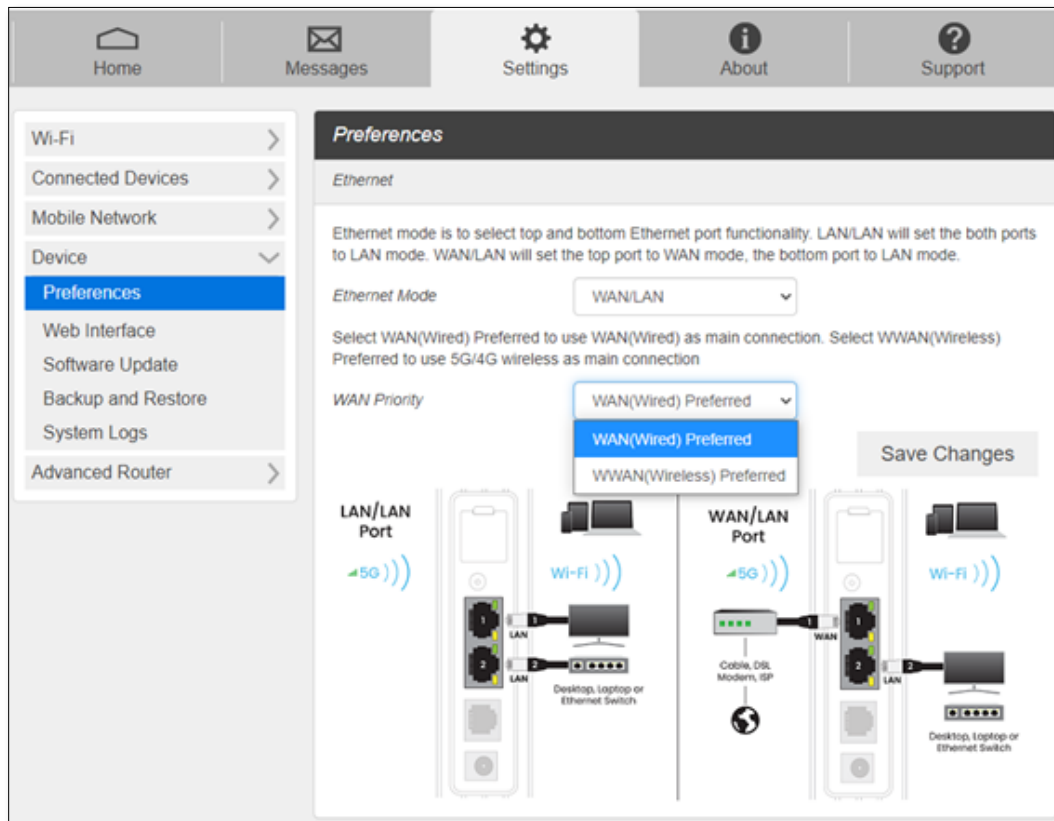 Home
Messages
Settings
About
Support
Wi-Fi
Connected Devices
Mobile Network
Device
Preferences
Web Interface
Software Update
Backup and Restore
System Logs
Advanced Router
Preferences
Ethernet
Ethernet mode is to select top and bottom Ethernet port functionality. LAN/LAN will set the both ports
to LAN mode. WAN/LAN will set the top port to WAN mode, the bottom port to LAN mode.
Ethernet Mode WAN/LAN
Select WAN(Wired) Preferred to use WAN(Wired) as main connection. Select WWAN(Wireless)
Preferred to use 5G/4G wireless as main connection
WAN Priority WAN(Wired) Preferred
WAN(Wired) Preferred
WWAN(Wireless) Preferred
Save Changes
LAN/LAN
Port
5G
Wi-Fi
1
1
LAN
2
2
LAN
Desktop, Laptop or
Ethernet Switch
WAN/LAN
Port
5G
Wi-Fi
1
1
WAN
2
2
LAN
Cable, DSL
Modem, ISP
Desktop, Laptop or
Ethernet Switch